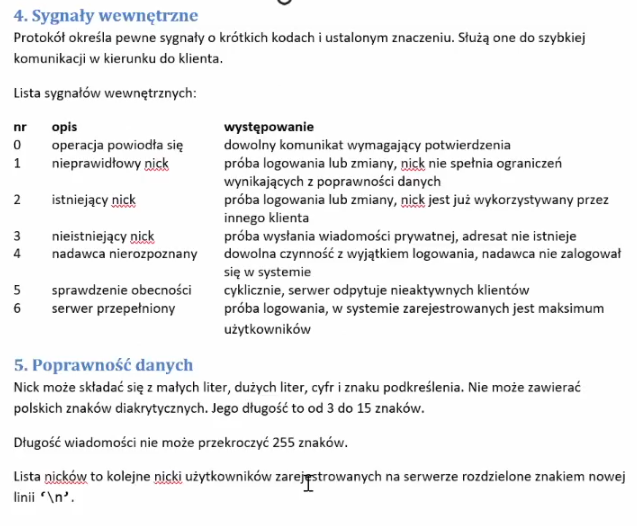 4. Sygnały wewnętrzne
Protokół określa pewne sygnały o krótkich kodach i ustalonym znaczeniu. Służą one do szybkiej
komunikacji w kierunku do klienta.
Lista sygnałów wewnętrznych:
nr opis występowanie
0 operacja powiodła się dowolny komunikat wymagający potwierdzenia
1 nieprawidłowy nick próba logowania lub zmiany, nick nie spełnia ograniczeń
wynikających z poprawności danych
2 istniejący nick próba logowania lub zmiany, nick jest już wykorzystywany przez
innego klienta
3 nieistniejący nick próba wysłania wiadomości prywatnej, adresat nie istnieje
4 nadawca nierozpoznany dowolna czynność z wyjątkiem logowania, nadawca nie zalogował
się w systemie
5 sprawdzenie obecności cyklicznie, serwer odpytuje nieaktywnych klientów
6 serwer przepełniony próba logowania, w systemie zarejestrowanych jest maksimum
użytkowników
5. Poprawność danych
Nick może składać się z małych liter, dużych liter, cyfr i znaku podkreślenia. Nie może zawierać
polskich znaków diakrytycznych. Jego długość to od 3 do 15 znaków.
Długość wiadomości nie może przekroczyć 255 znaków.
Lista nicków to kolejne nicki użytkowników zarejestrowanych na serwerze rozdzielone znakiem nowej
linii ‘\n’.